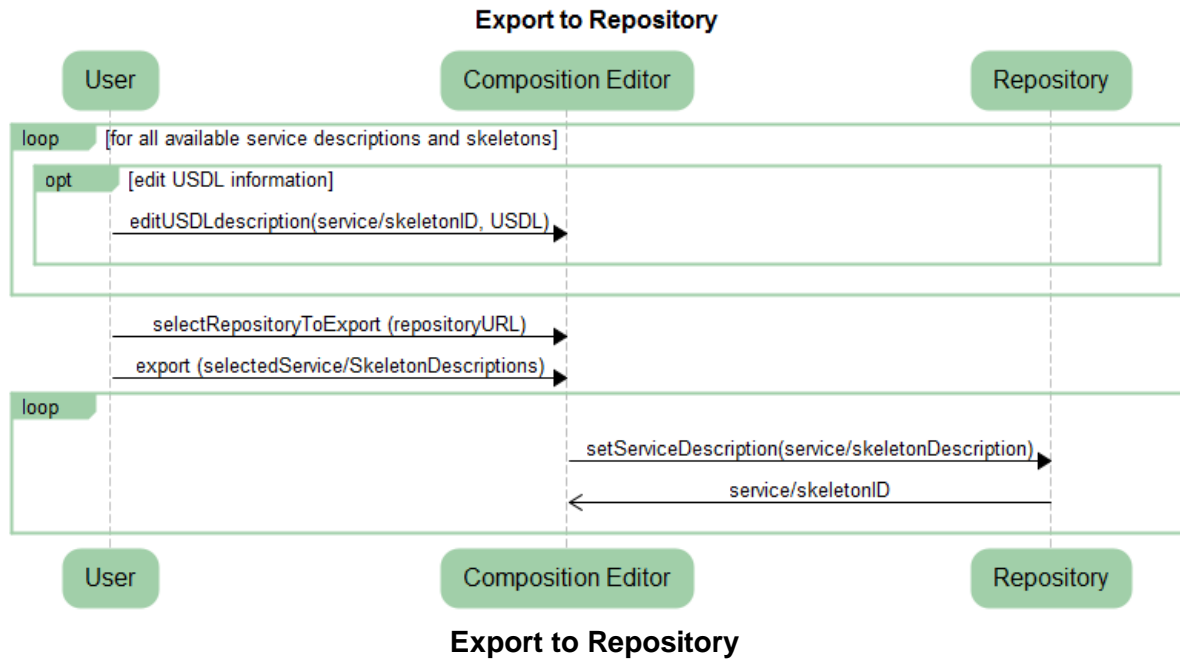 Export to Repository
User
Composition Editor
Repository
loop
[for all available service descriptions and skeletons]
opt
[edit USDL information]
editUSDLdescription(service/skeletonID, USDL)
selectRepositoryToExport (repositoryURL)
export (selectedService/SkeletonDescriptions)
loop
setServiceDescription(service/skeletonDescription)
service/skeletonID
User
Composition Editor
Repository
Export to Repository